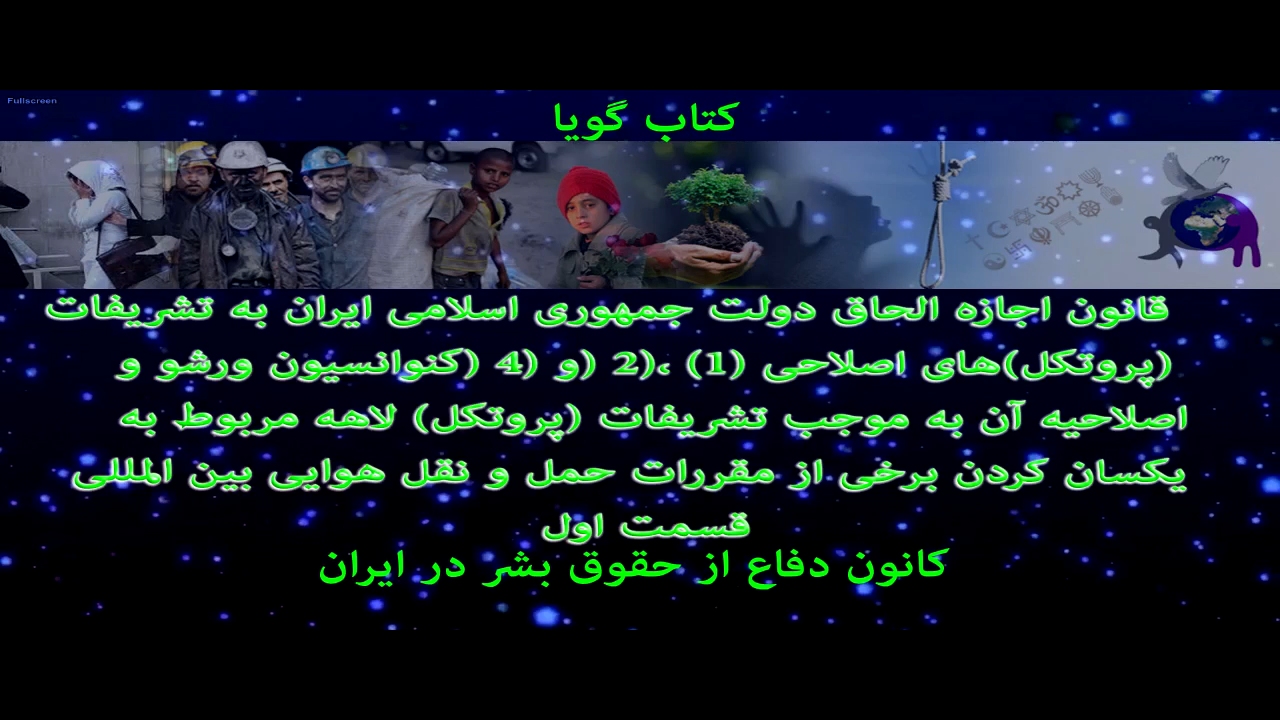 Fullscreen
کتاب گویا
قانون اجازه الحاق دولت جمهوری اسلامی ایران به تشریفات
(پروتکل)های اصلاحی (1) ،(2 )و (4 )کنوانسیون ورشو و
اصلاحیه آن به موجب تشریفات (پروتکل) لاهه مربوط به
یکسان کردن برخی از مقررات حمل و نقل هوایی بین المللی
قسمت اول
کانون دفاع از حقوق بشر در ایران